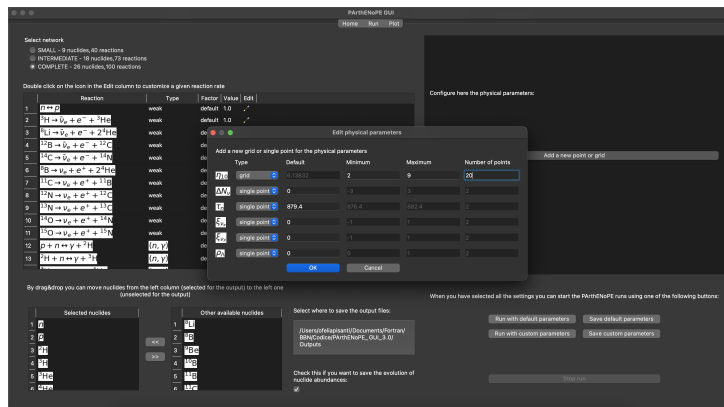 PArthENoPE GUI
Home Run Plot
Select network
SMALL - 9 nuclides,40 reactions
INTERMEDIATE - 18 nuclides,73 reactions
COMPLETE - 26 nuclides,100 reactions
Double click on the icon in the Edit column to customize a given reaction rate
Reaction Type Factor Value Edit
1 n ↔ p weak default 1.0
2 ³H → ν̄ₑ + e⁻ + ³He weak default 1.0
3 ⁸Li → ν̄ₑ + e⁻ + 2⁴He weak
4 ¹²B → ν̄ₑ + e⁻ + ¹²C weak
5 ¹⁴C → ν̄ₑ + e⁻ + ¹⁴N weak
6 ⁸B → νₑ + e⁺ + 2⁴He weak
7 ¹¹C → νₑ + e⁺ + ¹¹B weak
8 ¹²N → νₑ + e⁺ + ¹²C weak
9 ¹³N → νₑ + e⁺ + ¹³C weak
10 ¹⁴O → νₑ + e⁺ + ¹⁴N weak
11 ¹⁵O → νₑ + e⁺ + ¹⁵N weak
12 p + n ↔ γ + ²H (n, γ)
13 ²H + n ↔ γ + ³H (n, γ)
Configure here the physical parameters:
Add a new point or grid
Edit physical parameters
Add a new grid or single point for the physical parameters
Type Default Minimum Maximum Number of points
η₁₀ grid 6.13832 2 9 20
ΔNᵥ single point 0 -3 3 2
τₙ single point 879.4 876.4 882.4 2
single point 0 -1 1 2
single point 0 -1 1 2
single point 0 1 2
OK Cancel
By drag&drop you can move nuclides from the left column (selected for the output) to the left one
(unselected for the output)
Selected nuclides
1 n
2 p
3 ²H
4 ³H
5 ³He
6 ⁴He
<<
>>
Other available nuclides
1 ⁸Li
2 ⁸B
3 ⁹Be
4 ¹⁰B
5 ¹¹B
6 ¹¹C
Select where to save the output files:
/Users/ofeliapisanti/Documents/Fortran/
BBN/Codice/PArthENoPE_GUI_3.0/
Outputs
Check this if you want to save the evolution of
nuclide abundances:
When you have selected all the settings you can start the PArthENoPE runs using one of the following buttons:
Run with default parameters Save default parameters
Run with custom parameters Save custom parameters
Stop run